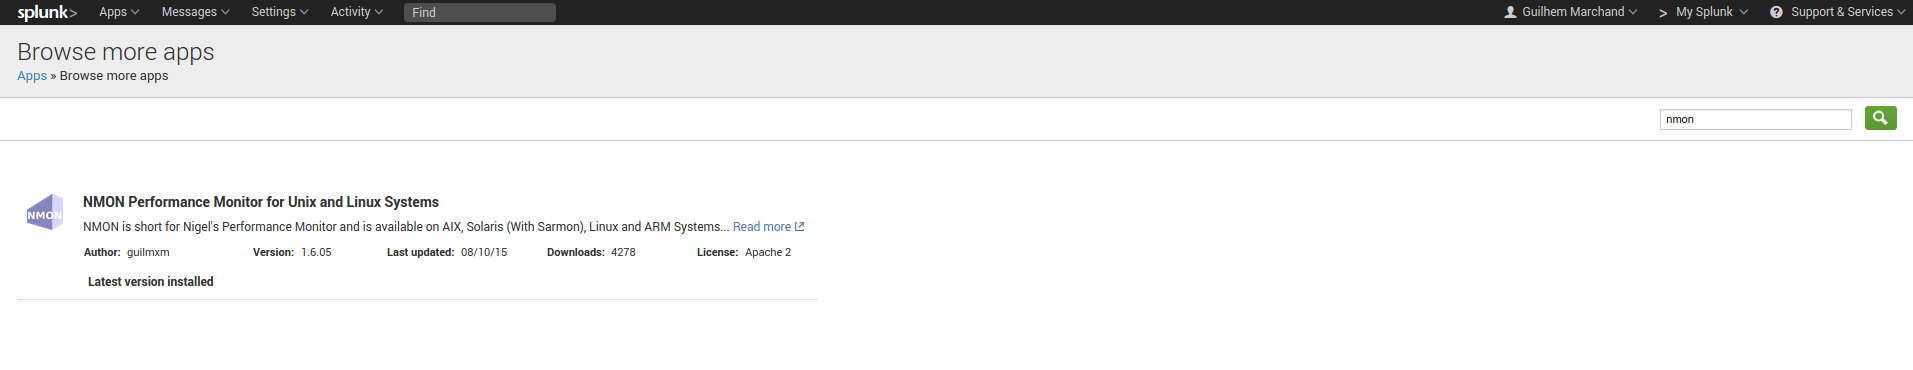 splunk> Apps Messages Settings Activity Find Guilhem Marchand > My Splunk ? Support & Services
Browse more apps
Apps » Browse more apps
nmon
NMON
NMON Performance Monitor for Unix and Linux Systems
NMON is short for Nigel's Performance Monitor and is available on AIX, Solaris (With Sarmon), Linux and ARM Systems... Read more
Author: guilmxm Version: 1.6.05 Last updated: 08/10/15 Downloads: 4278 License: Apache 2
Latest version installed